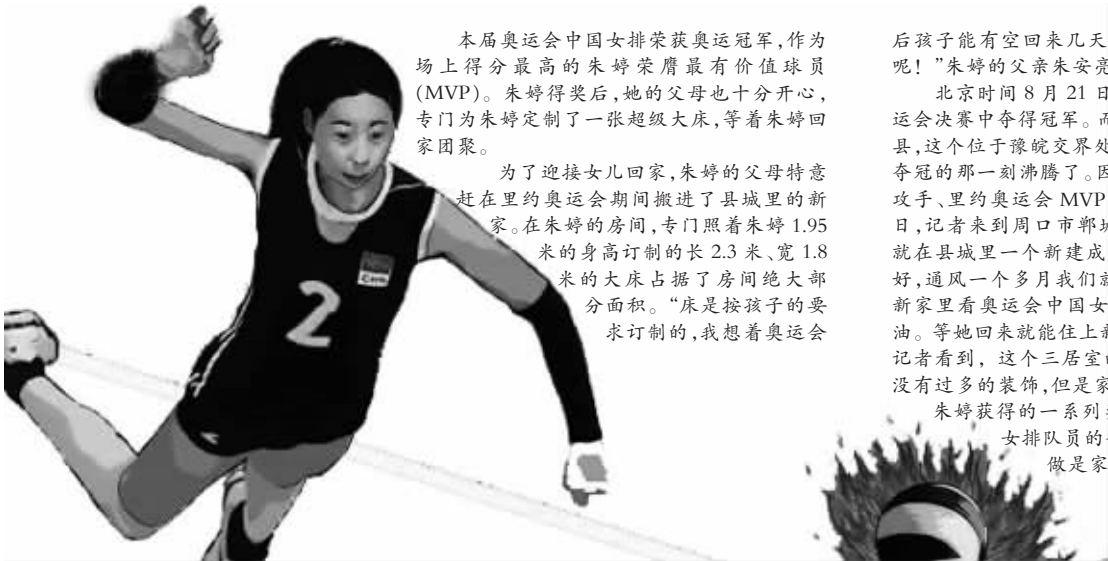 本届奥运会中国女排荣获奥运冠军,作为
场上得分最高的朱婷荣膺最有价值球员
(MVP)。朱婷得奖后,她的父母也十分开心,
专门为朱婷定制了一张超级大床,等着朱婷回
家团聚。
为了迎接女儿回家,朱婷的父母特意
赶在里约奥运会期间搬进了县城里的新
家。在朱婷的房间,专门照着朱婷 1.95
米的身高订制的长 2.3 米、宽 1.8
米的大床占据了房间绝大部
分面积。“床是按孩子的要
求订制的,我想着奥运会
后孩子能有空回来几天
呢!”朱婷的父亲朱安亮
北京时间 8 月 21 日
运会决赛中夺得冠军。而
县,这个位于豫皖交界处
夺冠的那一刻沸腾了。因
攻手、里约奥运会 MVP
日,记者来到周口市郸城
就在县城里一个新建成
好,通风一个多月我们就
新家里看奥运会中国女
油。等她回来就能住上新
记者看到,这个三居室
没有过多的装饰,但是家
朱婷获得的一系列
女排队员的
做是家
2